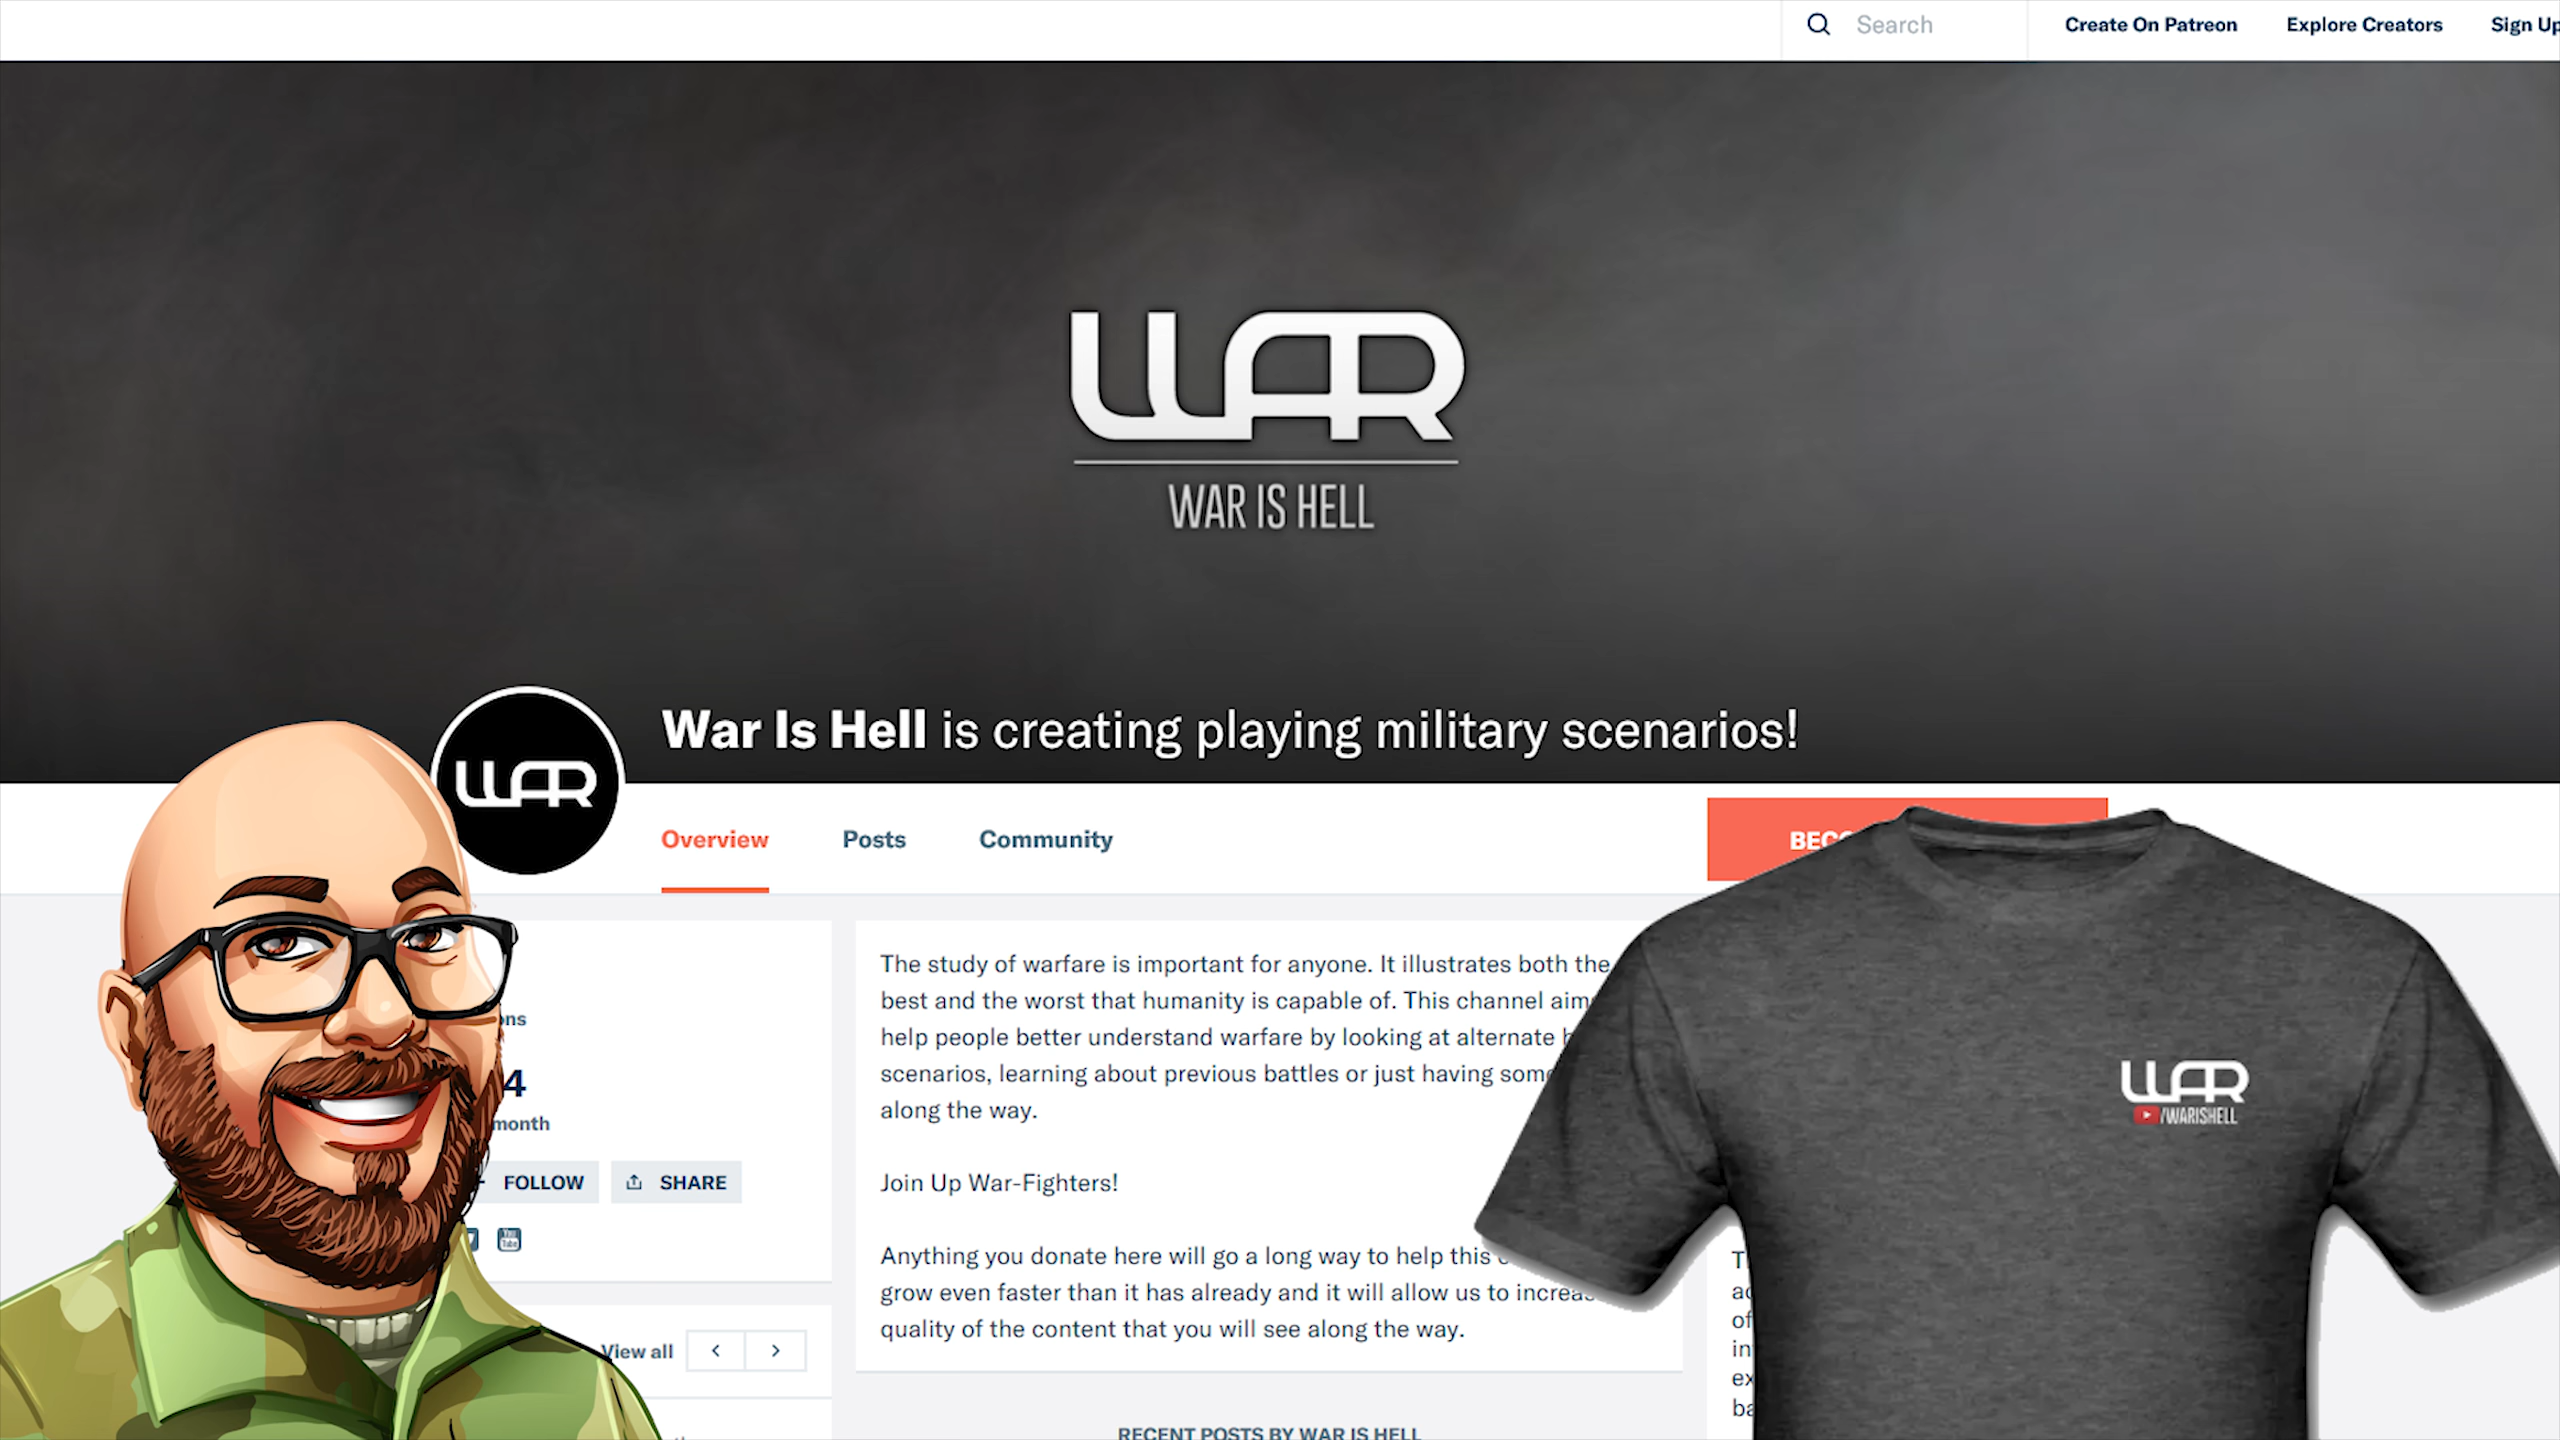 Search
Create On Patreon
Explore Creators
Sign Up
WAR
WAR IS HELL
War Is Hell is creating playing military scenarios!
WAR
Overview
Posts
Community
The study of warfare is important for anyone. It illustrates both the
best and the worst that humanity is capable of. This channel
help people better understand warfare by looking at alternate
scenarios, learning about previous battles or just having
along the way.
Join Up War-Fighters!
Anything you donate here will go a long way to help this
grow even faster than it has already and it will allow us to
quality of the content that you will see along the way.
RECENT POSTS BY WAR IS HELL
4
month
FOLLOW
SHARE
You Tube
View all
WAR
/WARISHELL